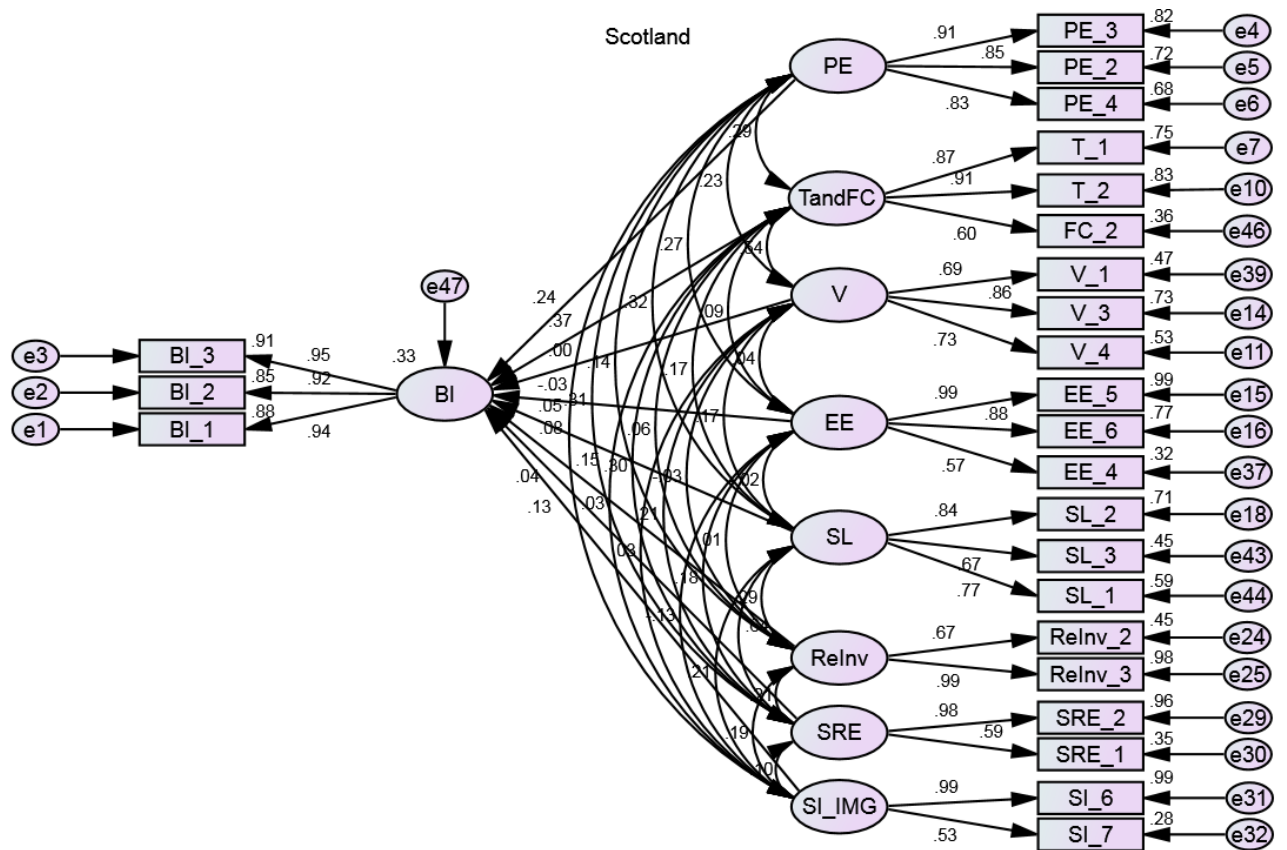 Scotland
PE
.91
PE_3
.82
e4
.85
PE_2
.72
e5
.83
PE_4
.68
e6
.29
TandFC
.87
T_1
.75
e7
.91
T_2
.83
e10
.60
FC_2
.36
e46
.23
.27
V
.69
V_1
.47
e39
.86
V_3
.73
e14
.73
V_4
.53
e11
e47
.24
.32
.09
.37
.00
.14
.17
.04
e3
BI_3
.91
.95
.33
e2
BI_2
.85
.92
BI
e1
BI_1
.88
.94
-.03
.05
.31
.08
.06
.17
EE
.99
EE_5
.99
e15
.88
EE_6
.77
e16
.57
EE_4
.32
e37
.04
.13
.15
.30
-.03
.02
.03
.21
SL
.84
SL_2
.71
e18
.67
SL_3
.45
e43
.77
SL_1
.59
e44
.03
.01
.18
-.13
ReInv
.67
ReInv_2
.45
e24
.99
ReInv_3
.98
e25
.21
SRE
.98
SRE_2
.96
e29
.59
SRE_1
.35
e30
.19
.10
SI_IMG
.99
SI_6
.99
e31
.53
SI_7
.28
e32